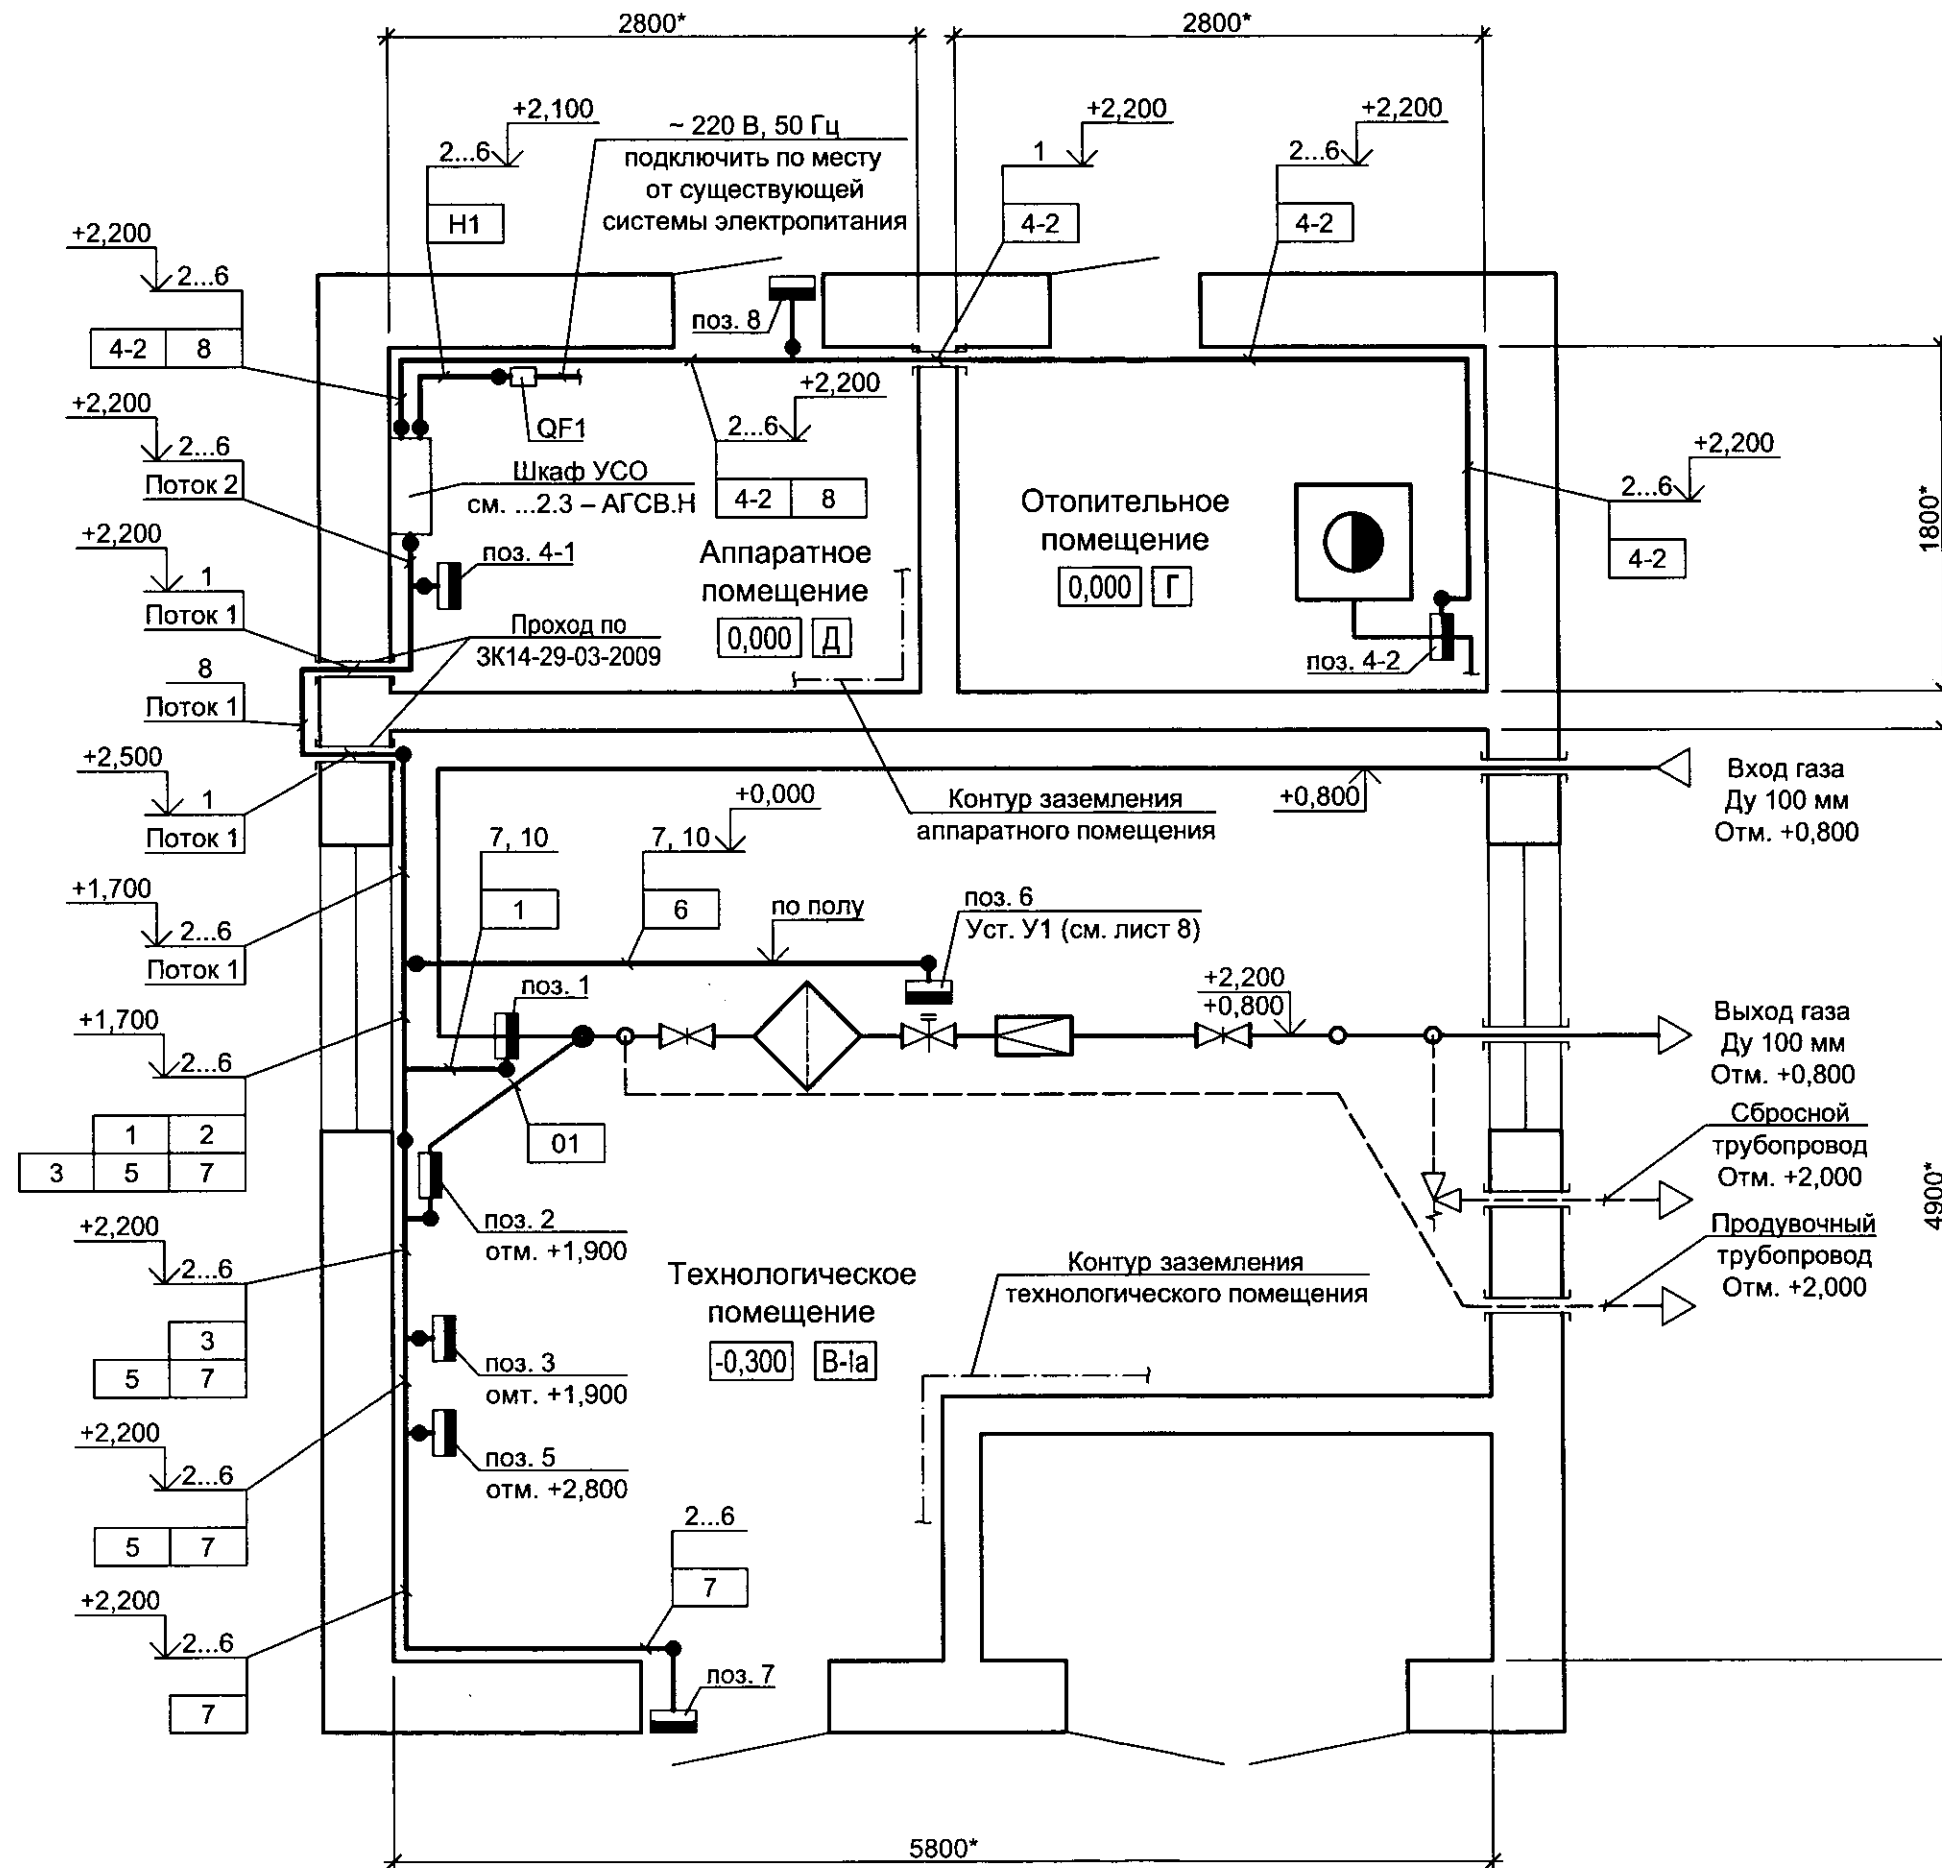 2800*
2800*
+2,100
2...6
Н1
~ 220 В, 50 Гц
подключить по месту
от существующей
системы электропитания
+2,200
1
4-2
+2,200
2...6
4-2
+2,200
2...6
4-2
8
поз. 8
+2,200
2...6
4-2
8
QF1
+2,200
2...6
Поток 2
Шкаф УСО
см. ...2.3 – АГСВ.Н
+2,200
2...6
4-2
1800*
Отопительное
помещение
0,000
Г
Аппаратное
помещение
0,000
Д
поз. 4-1
+2,200
1
Поток 1
Проход по
ЗК14-29-03-2009
поз. 4-2
8
Поток 1
+2,500
1
Поток 1
+0,000
Контур заземления
аппаратного помещения
+0,800
Вход газа
Ду 100 мм
Отм. +0,800
7, 10
1
7, 10
6
по полу
поз. 6
Уст. У1 (см. лист 8)
+1,700
2...6
Поток 1
поз. 1
+2,200
+0,800
Выход газа
Ду 100 мм
Отм. +0,800
+1,700
2...6
1
2
3
5
7
01
Сбросной
трубопровод
Отм. +2,000
4900*
поз. 2
отм. +1,900
Продувочный
трубопровод
Отм. +2,000
+2,200
2...6
3
5
7
Технологическое
помещение
-0,300
В-Iа
Контур заземления
технологического помещения
поз. 3
омт. +1,900
+2,200
2...6
5
7
поз. 5
отм. +2,800
2...6
7
+2,200
2...6
7
поз. 7
5800*